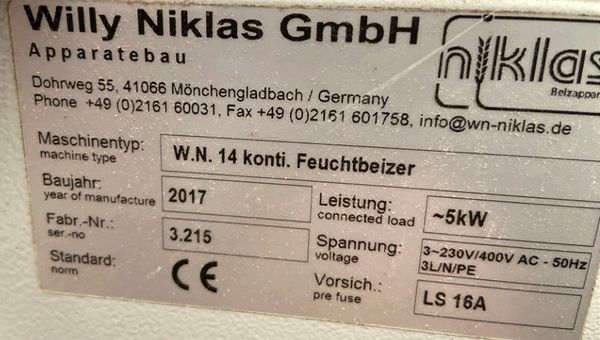 Willy Niklas GmbH
Apparatebau
niklas
Beizappar
Dohrweg 55, 41066 Mönchengladbach / Germany
Phone +49 (0)2161 60031, Fax +49 (0)2161 601758, info@wn-niklas.de
Maschinentyp:
machine type
W.N. 14 konti. Feuchtbeizer
Baujahr:
year of manufacture
2017
Leistung:
connected load
~5kW
Fabr.-Nr.:
ser.-no
3.215
Spannung:
voltage
3~230V/400V AC - 50Hz
3L/N/PE
Standard:
norm
CE
Vorsich.:
pre fuse
LS 16A